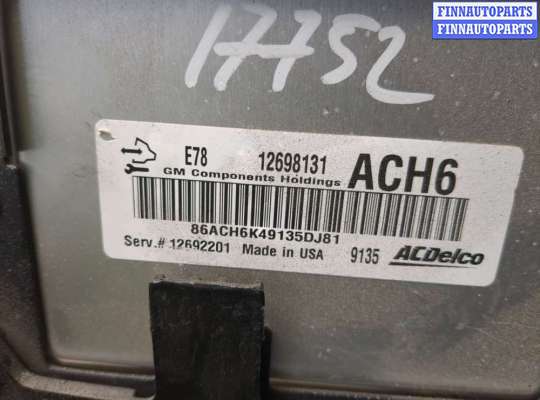 FINNAUTOPARTS
FINNAUTOPARTS
17752
E78 12698131 ACH6
GM Components Holdings
86ACH6K49135DJ81
Serv.# 12692201 Made in USA 9135 ACDelco